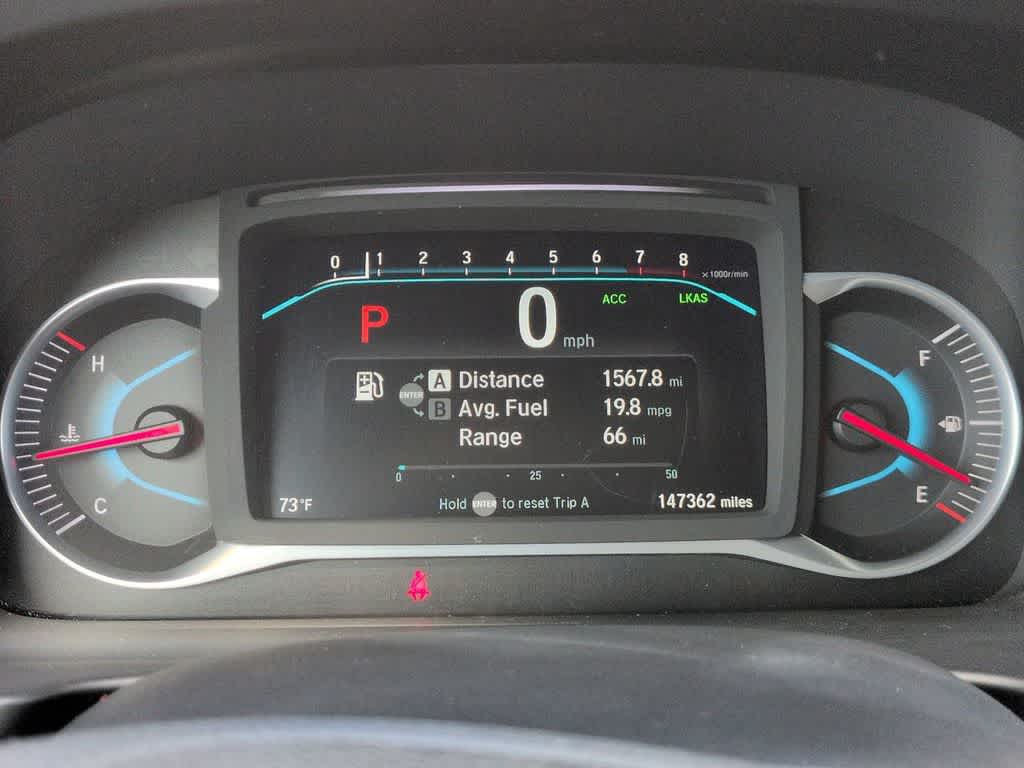 0 1 2 3 4 5 6 7 8
×1000r/min
P 0 mph ACC LKAS
H
C
F
E
ENTER
A Distance 1567.8 mi
B Avg. Fuel 19.8 mpg
Range 66 mi
0 25 50
73°F
Hold ENTER to reset Trip A
147362 miles